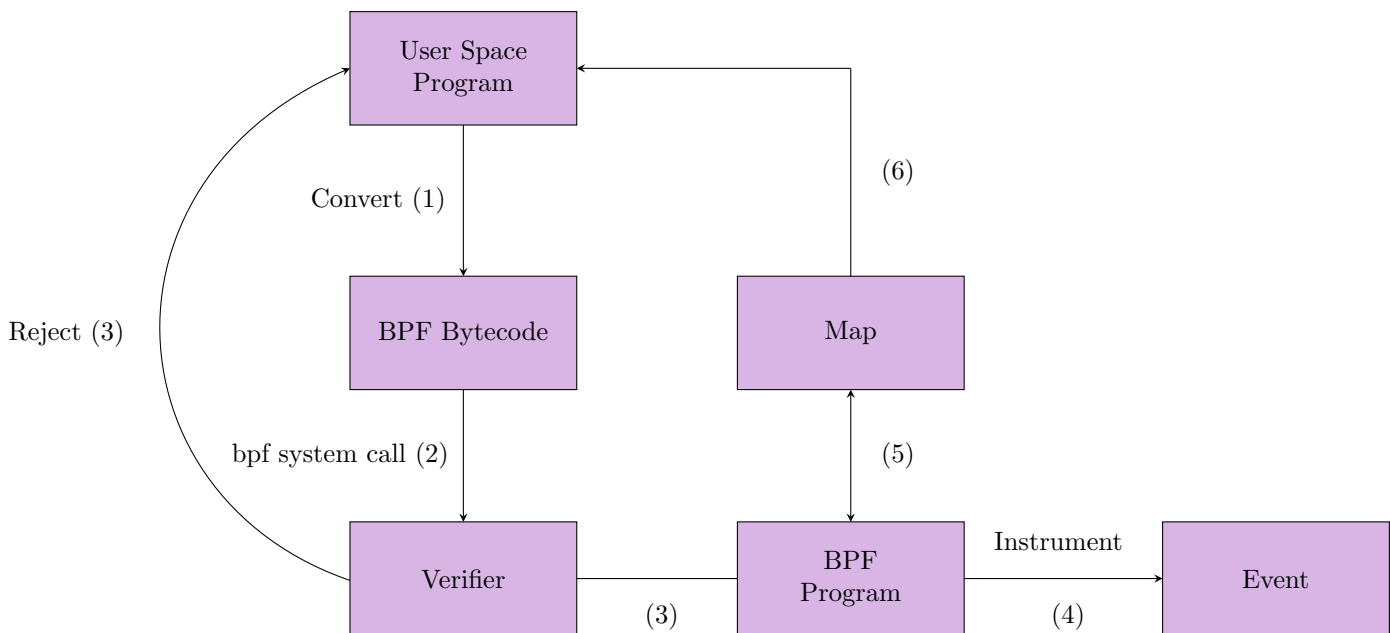 User Space
Program
Convert (1)
(6)
Reject (3)
BPF Bytecode
Map
bpf system call (2)
(5)
Verifier
(3)
BPF
Program
Instrument
(4)
Event